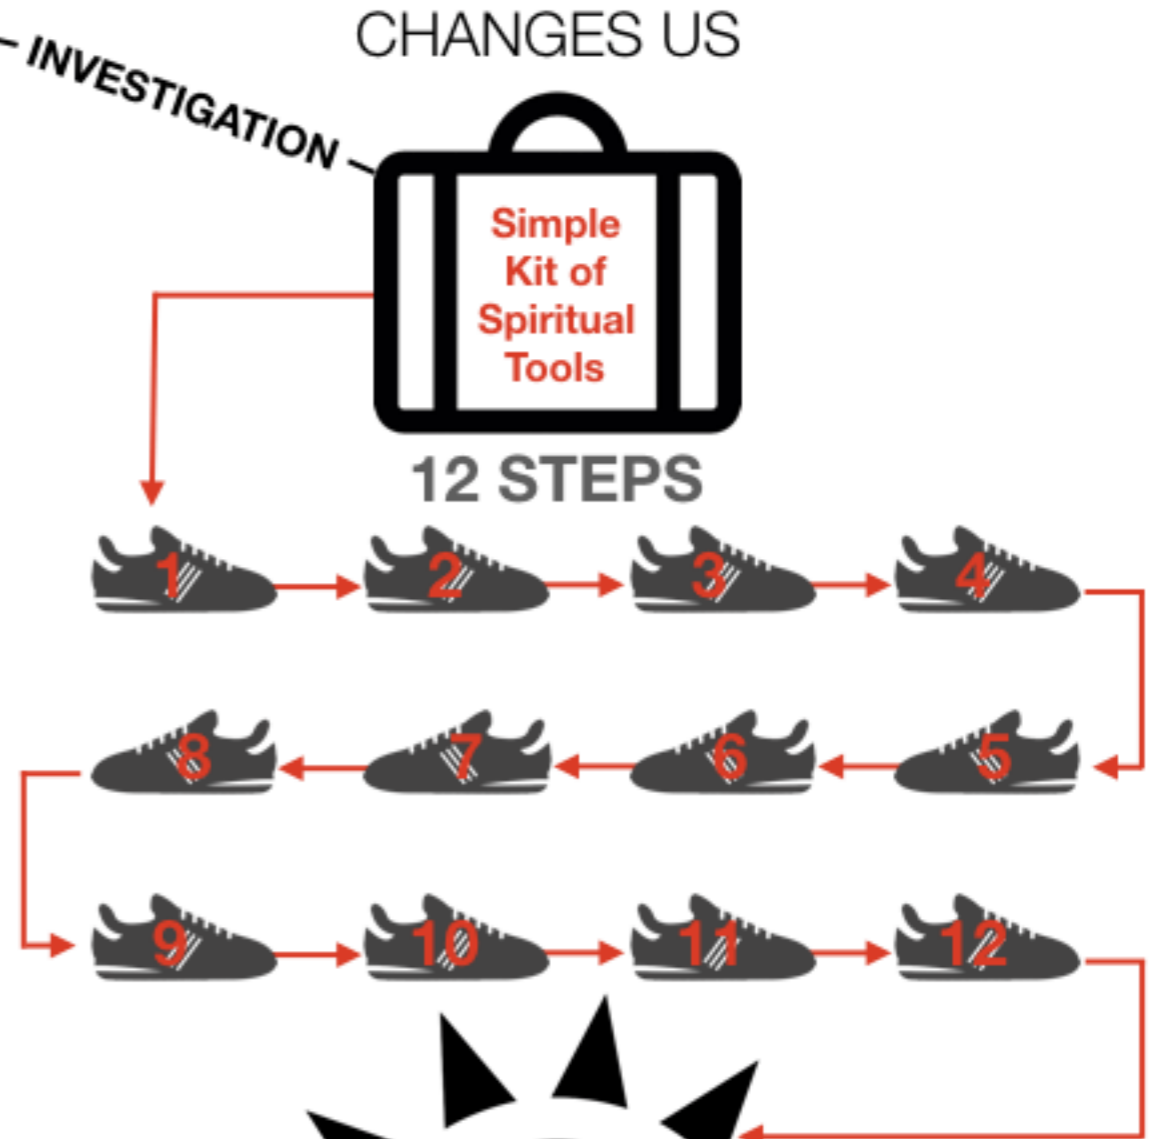 CHANGES US
INVESTIGATION
Simple
Kit of
Spiritual
Tools
12 STEPS
1 2 3 4
8 7 6 5
9 10 11 12